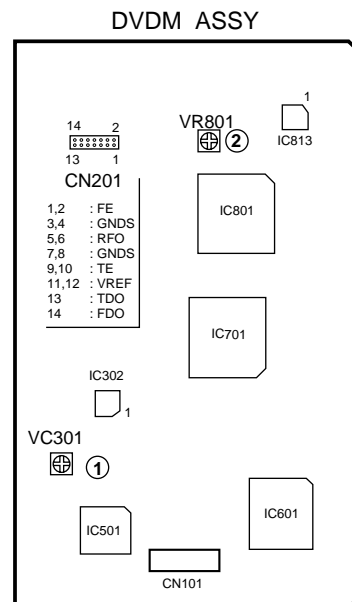 DVDM ASSY
1
14 2
VR801
2
IC813
13 1
CN201
IC801
1,2 : FE
3,4 : GNDS
5,6 : RFO
7,8 : GNDS
9,10 : TE
11,12 : VREF
13 : TDO
14 : FDO
IC701
IC302
1
VC301
1
IC501
IC601
CN101